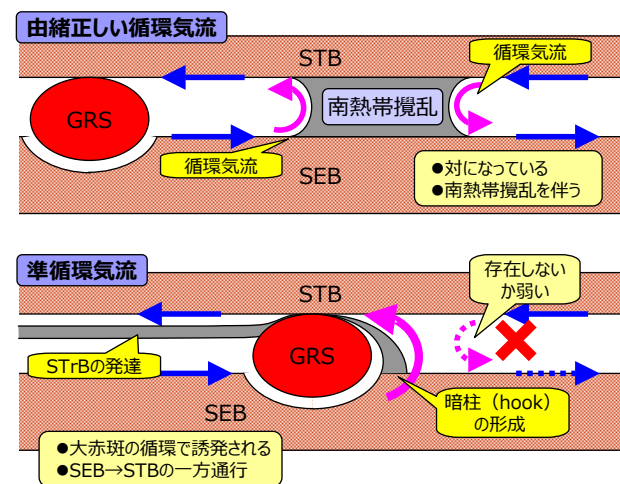 由緒正しい循環気流
STB
循環気流
GRS
南熱帯攪乱
循環気流
SEB
●対になっている
●南熱帯攪乱を伴う
準循環気流
存在しない
か弱い
STB
GRS
STrBの発達
SEB
暗柱（hook）
の形成
●大赤斑の循環で誘発される
●SEB→STBの一方通行